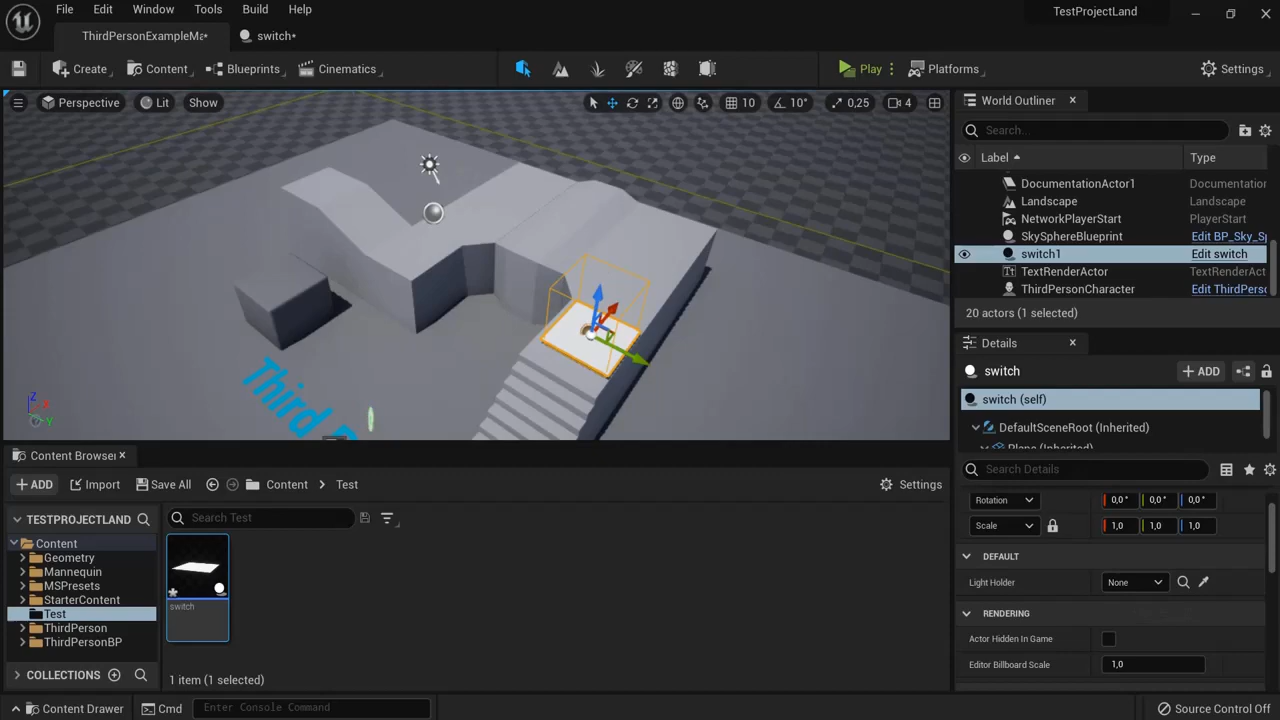 File Edit Window Tools Build Help
TestProjectLand
ThirdPersonExampleMa•
switch•
Create
Content
Blueprints
Cinematics
Play
Platforms
Settings
Perspective
Lit
Show
10
10°
0,25
4
World Outliner
Search...
Label
Type
DocumentationActor1
Documentation
Landscape
Landscape
NetworkPlayerStart
PlayerStart
SkySphereBlueprint
Edit BP_Sky_S
switch1
Edit switch
TextRenderActor
TextRenderAct
ThirdPersonCharacter
Edit ThirdPerso
20 actors (1 selected)
Details
switch
ADD
switch (self)
DefaultSceneRoot (Inherited)
Plane (Inherited)
Search Details
Rotation
0,0° 0,0° 0,0°
Scale
1,0 1,0 1,0
DEFAULT
Light Holder
None
RENDERING
Actor Hidden In Game
Editor Billboard Scale
1,0
Third
Z
X
Y
Content Browser
ADD
Import
Save All
Content
Test
Settings
TESTPROJECTLAND
Search Test
Content
Geometry
Mannequin
MSPresets
StarterContent
Test
ThirdPerson
ThirdPersonBP
switch
COLLECTIONS
1 item (1 selected)
Content Drawer
Cmd
Enter Console Command
Source Control Off